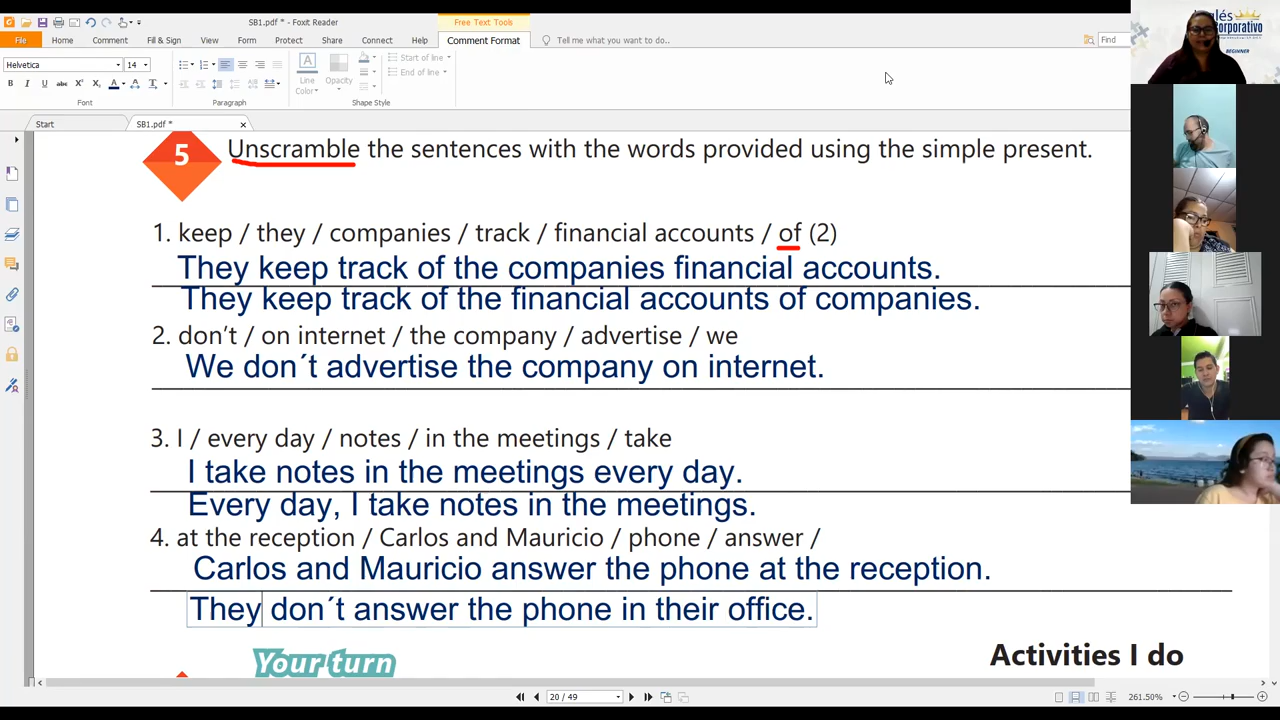 SB1.pdf * - Foxit Reader
Free Text Tools
File Home Comment Fill & Sign View Form Protect Share Connect Help Comment Format Tell me what you want to do.. Find
Helvetica 14 Start of line
End of line
Line Color Opacity
B I U abc X² X₂ A T
Font Paragraph Shape Style
Start SB1.pdf *
5 Unscramble the sentences with the words provided using the simple present.
1. keep / they / companies / track / financial accounts / of (2)
They keep track of the companies financial accounts.
They keep track of the financial accounts of companies.
2. don't / on internet / the company / advertise / we
We don´t advertise the company on internet.
3. I / every day / notes / in the meetings / take
I take notes in the meetings every day.
Every day, I take notes in the meetings.
4. at the reception / Carlos and Mauricio / phone / answer /
Carlos and Mauricio answer the phone at the reception.
They don´t answer the phone in their office.
Your turn
Activities I do
20 / 49
261.50%
BEGINNER